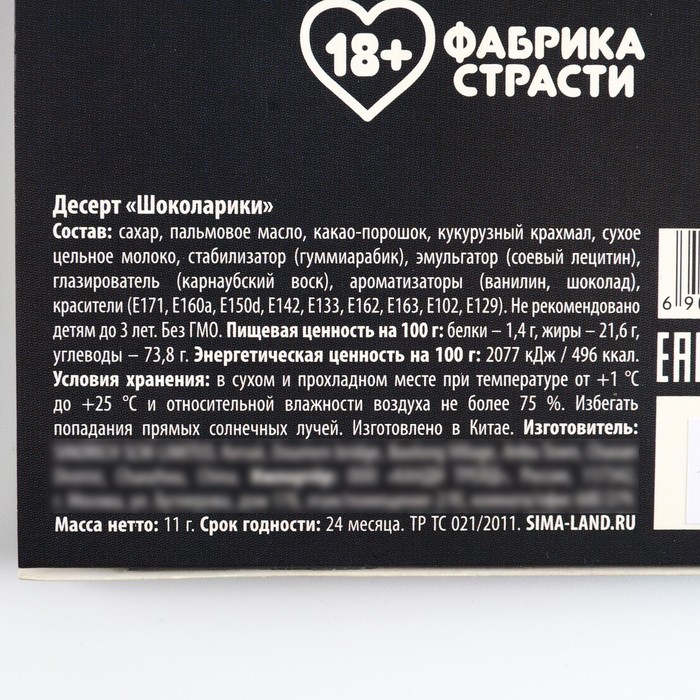 18+
ФАБРИКА
СТРАСТИ
Десерт «Шоколарики»
Состав: сахар, пальмовое масло, какао-порошок, кукурузный крахмал, сухое
цельное молоко, стабилизатор (гуммиарабик), эмульгатор (соевый лецитин),
глазирователь (карнаубский воск), ароматизаторы (ванилин, шоколад),
красители (E171, E160a, E150d, E142, E133, E162, E163, E102, E129). Не рекомендовано
детям до 3 лет. Без ГМО. Пищевая ценность на 100 г: белки – 1,4 г, жиры – 21,6 г,
углеводы – 73,8 г. Энергетическая ценность на 100 г: 2077 кДж / 496 ккал.
Условия хранения: в сухом и прохладном месте при температуре от +1 °C
до +25 °C и относительной влажности воздуха не более 75 %. Избегать
попадания прямых солнечных лучей. Изготовлено в Китае. Изготовитель:
Масса нетто: 11 г. Срок годности: 24 месяца. ТР ТС 021/2011. SIMA-LAND.RU
6 9
EAC